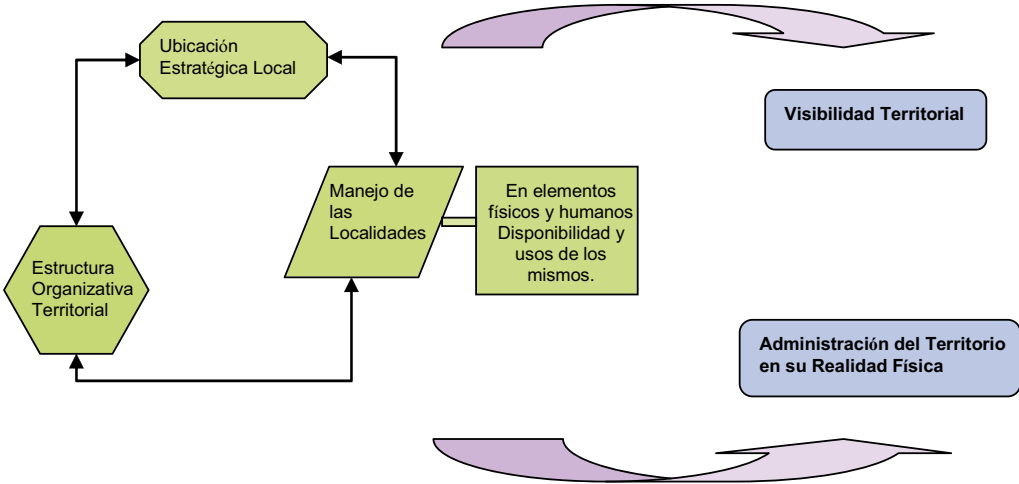 Ubicación
Estratégica Local
Visibilidad Territorial
Manejo de
las
Localidades
En elementos
físicos y humanos
Disponibilidad y
usos de los
mismos.
Estructura
Organizativa
Territorial
Administración del Territorio
en su Realidad Física